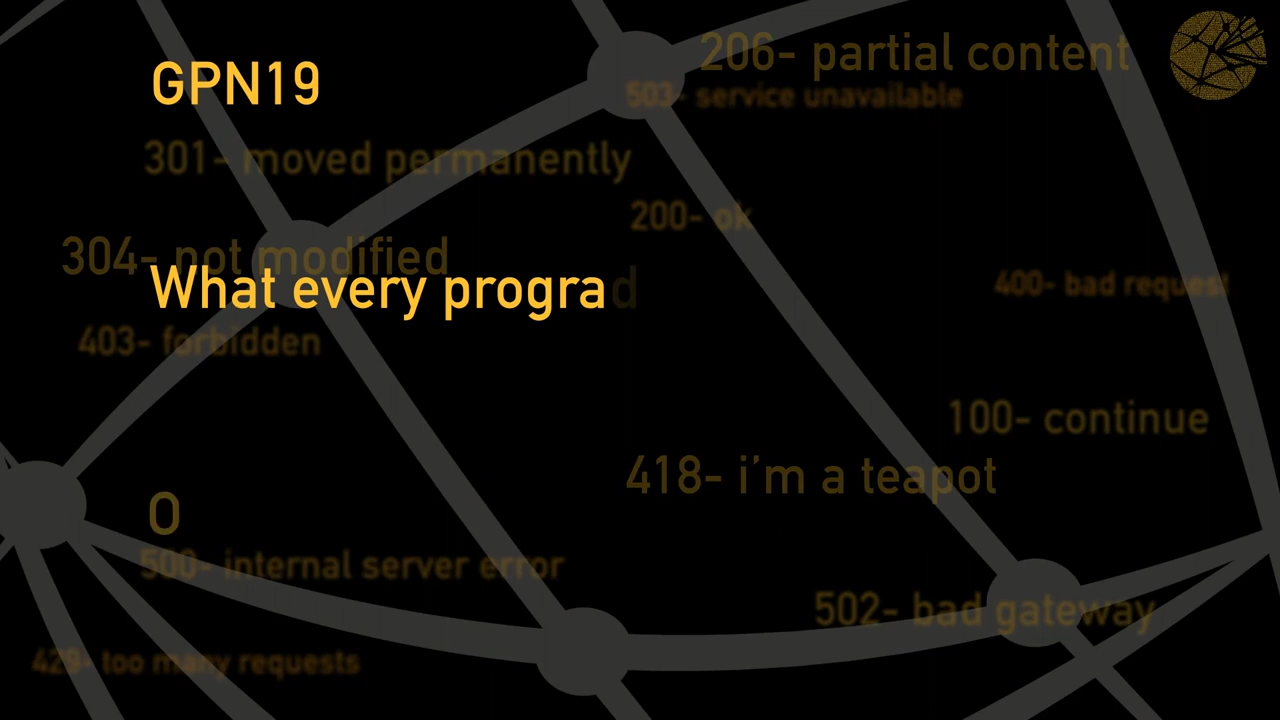 206- partial content
GPN19
503- service unavailable
301- moved permanently
200- ok
304- not modified
What every prograd
400- bad request
403- forbidden
100- continue
418- i'm a teapot
O
500- internal server error
502- bad gateway
429- too many requests